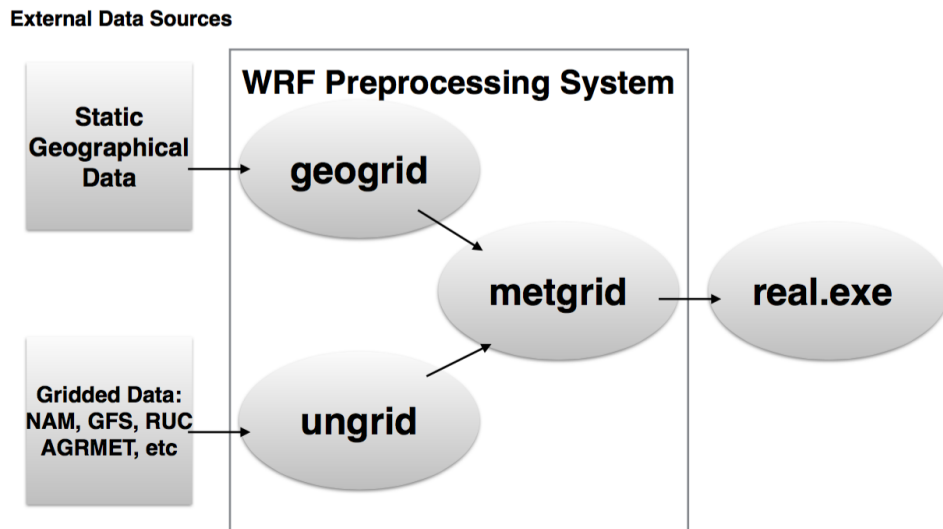 External Data Sources
WRF Preprocessing System
Static
Geographical
Data
geogrid
metgrid
real.exe
Gridded Data:
NAM, GFS, RUC
AGRMET, etc
ungrid